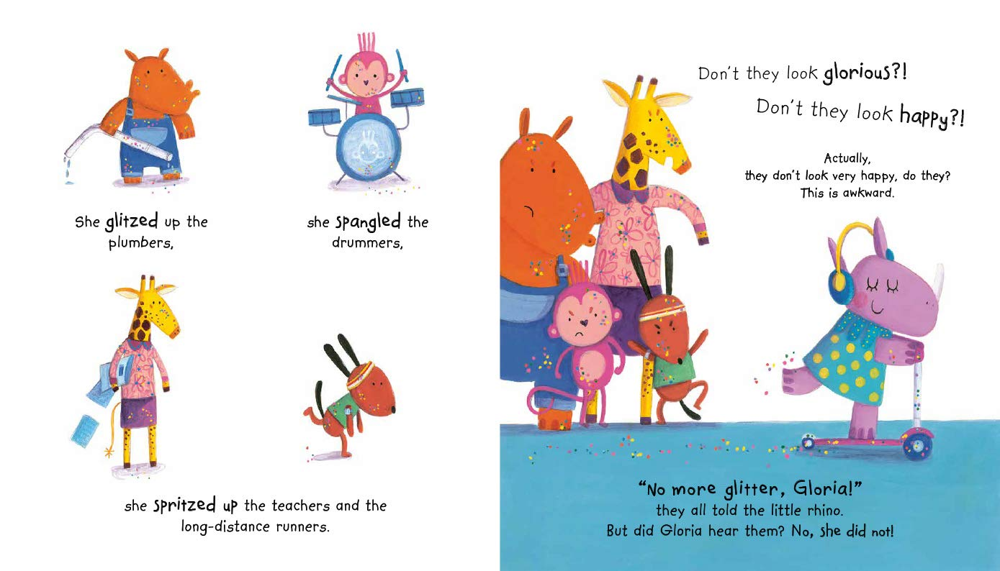 She glitzed up the
plumbers,
she spangled the
drummers,
she spritzed up the teachers and the
long-distance runners.
Don't they look glorious?!
Don't they look happy?!
Actually,
they don't look very happy, do they?
This is awkward.
"No more glitter, Gloria!"
they all told the little rhino.
But did Gloria hear them? No, she did not!